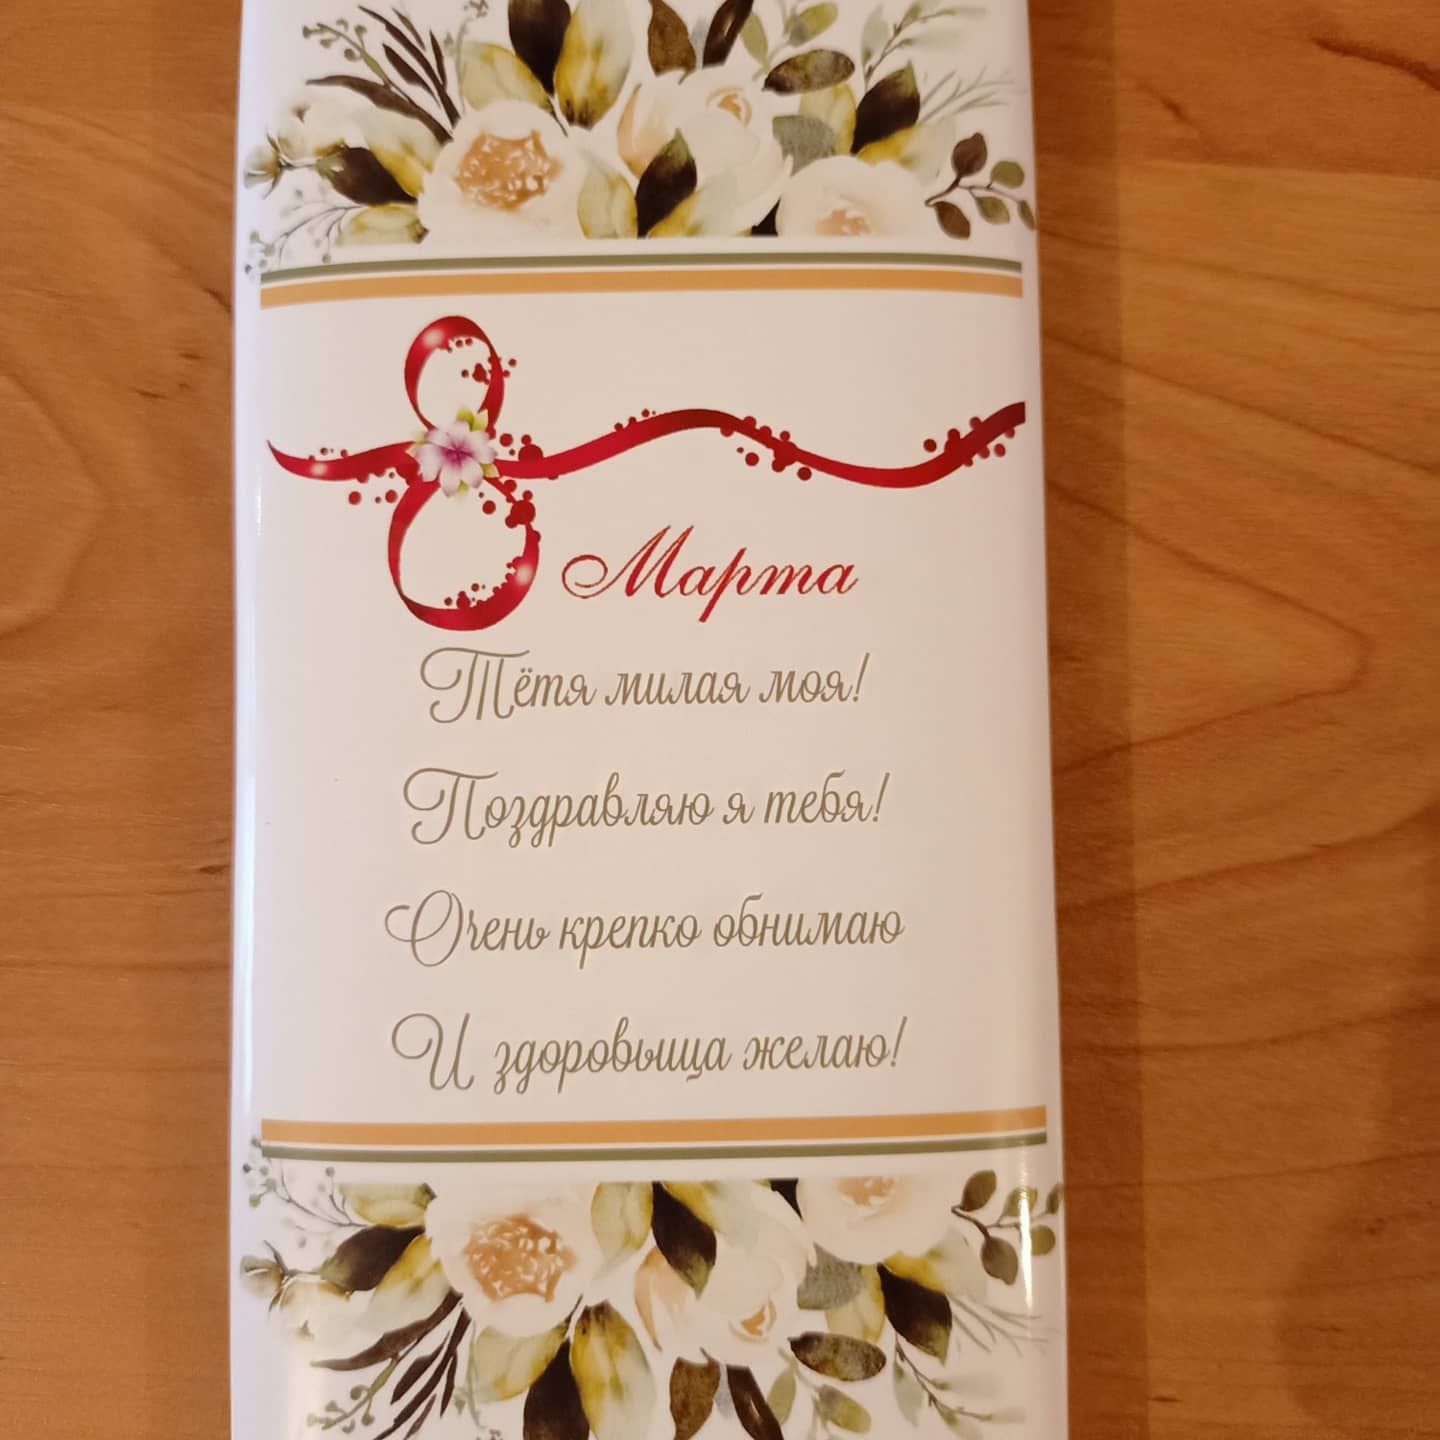 8 Марта
Тётя милая моя!
Поздравляю я тебя!
Очень крепко обнимаю
И здоровьица желаю!